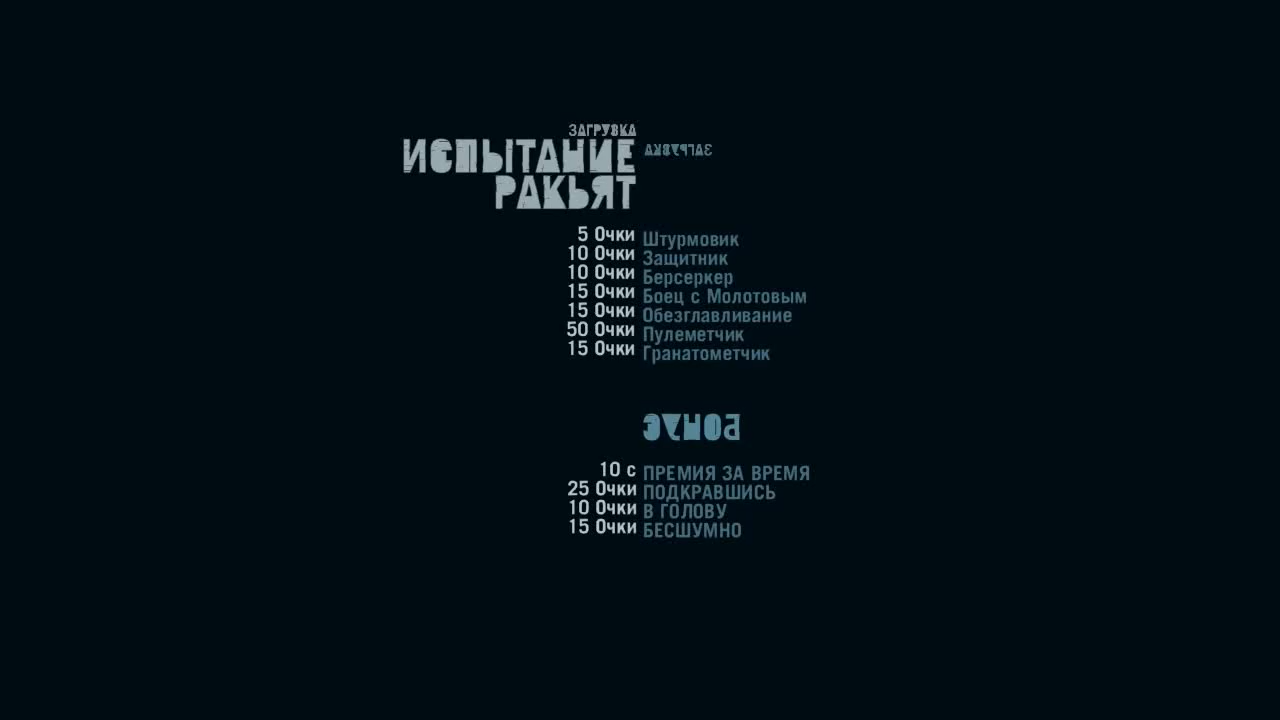 ЗАГРУЗКА
ИСПЫТАНИЕ
РАКЬЯТ
5 Очки Штурмовик
10 Очки Защитник
10 Очки Берсеркер
15 Очки Боец с Молотовым
15 Очки Обезглавливание
50 Очки Пулеметчик
15 Очки Гранатометчик
10 с ПРЕМИЯ ЗА ВРЕМЯ
25 Очки ПОДКРАВШИСЬ
10 Очки В ГОЛОВУ
15 Очки БЕСШУМНО